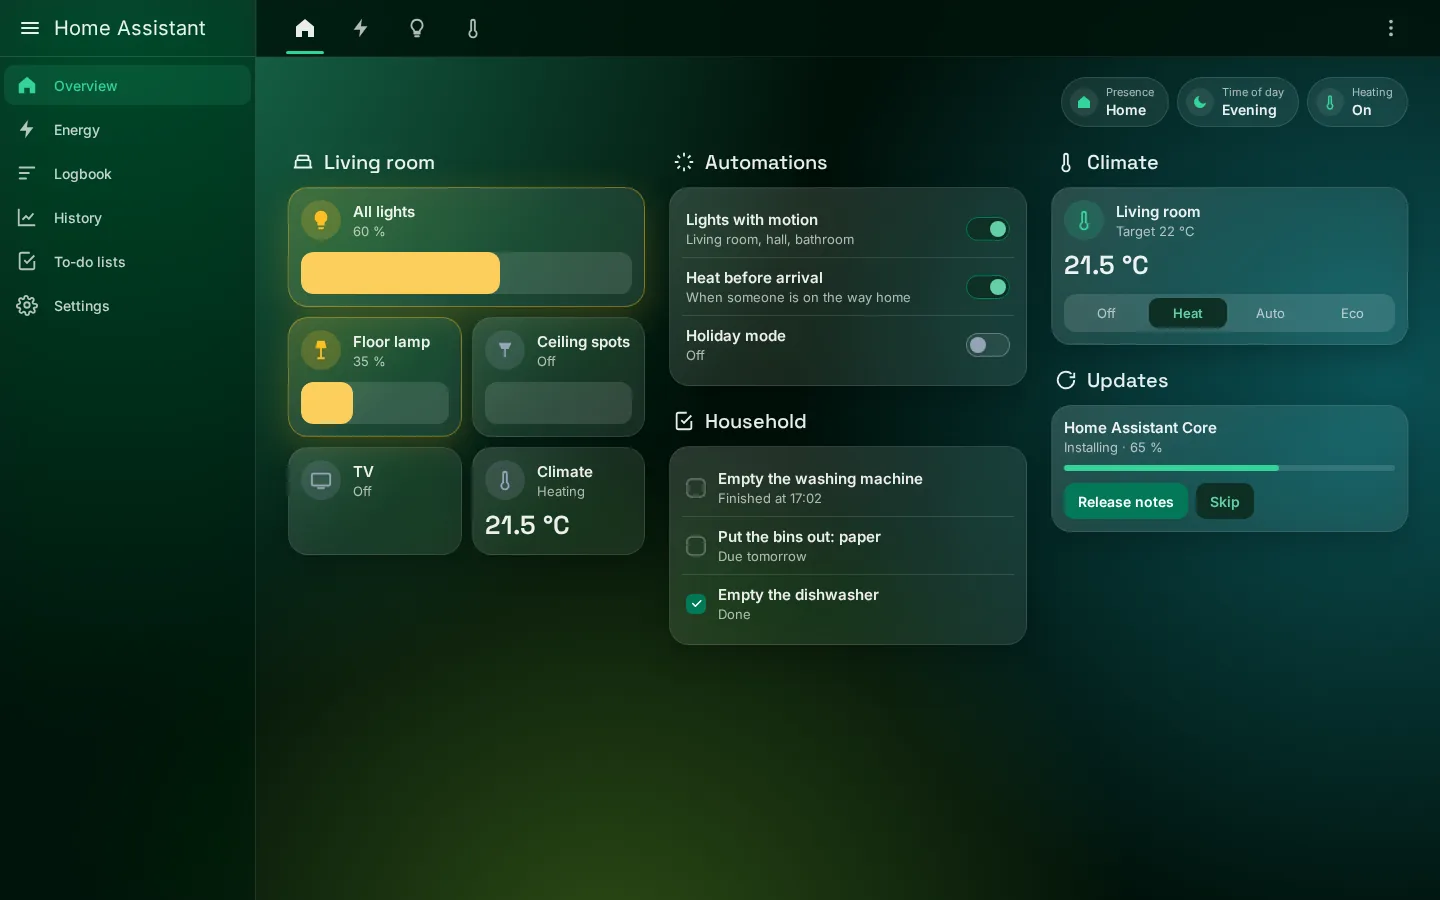 Home Assistant
Overview
Energy
Logbook
History
To-do lists
Settings
Presence
Home
Time of day
Evening
Heating
On
Living room
All lights
60 %
Floor lamp
35 %
Ceiling spots
Off
TV
Off
Climate
Heating
21.5 °C
Automations
Lights with motion
Living room, hall, bathroom
Heat before arrival
When someone is on the way home
Holiday mode
Off
Household
Empty the washing machine
Finished at 17:02
Put the bins out: paper
Due tomorrow
Empty the dishwasher
Done
Climate
Living room
Target 22 °C
21.5 °C
Off Heat Auto Eco
Updates
Home Assistant Core
Installing · 65 %
Release notes Skip